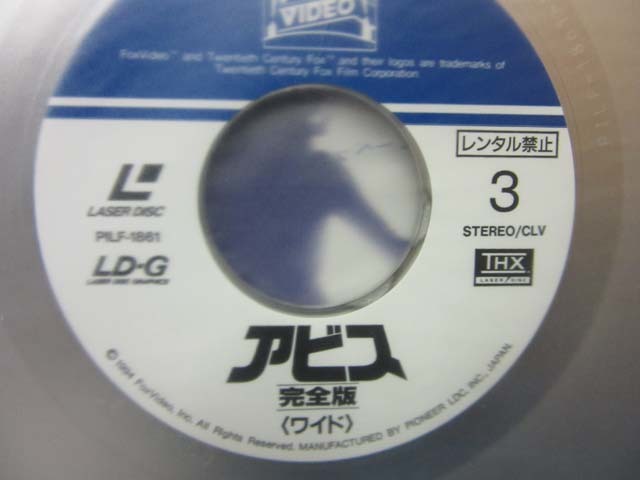 VIDEO
FoxVideo™ and Twentieth Century Fox™ and their logos are trademarks of
Twentieth Century Fox Film Corporation.
レンタル禁止
3
STEREO/CLV
THX
LASER/DISC
LASER DISC
PILF-1861
LD-G
LASER DISC GRAPHICS
アビス
完全版
〈ワイド〉
©1994 FoxVideo, Inc. All Rights Reserved. MANUFACTURED BY PIONEER LDC, INC., JAPAN.